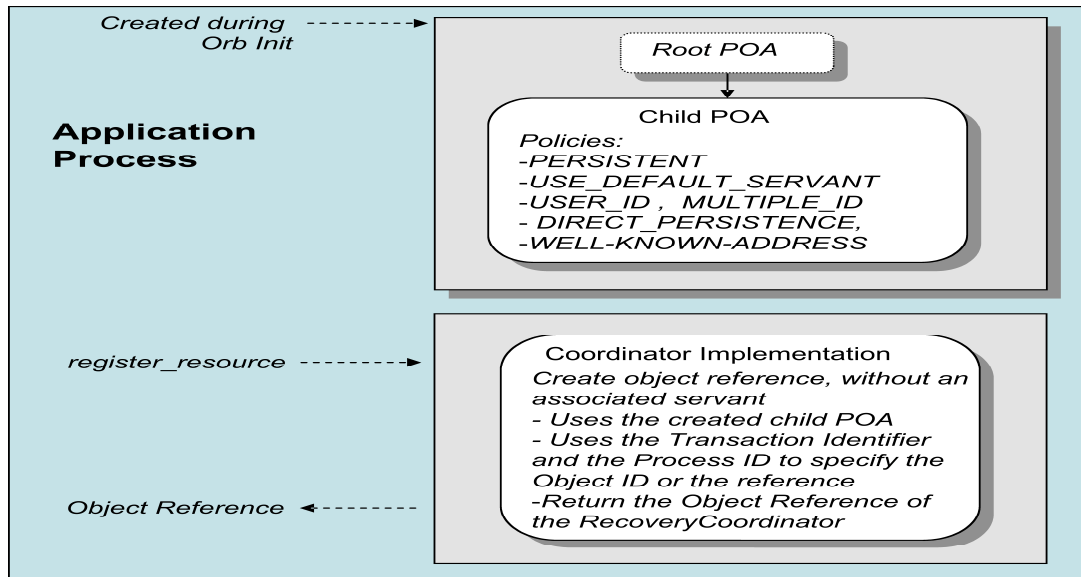 Created during
Orb Init
Root POA
Child POA
Application
Process
Policies:
-PERSISTENT
-USE_DEFAULT_SERVANT
-USER_ID , MULTIPLE_ID
- DIRECT_PERSISTENCE,
-WELL-KNOWN-ADDRESS
register_resource
Coordinator Implementation
Create object reference, without an
associated servant
- Uses the created child POA
- Uses the Transaction Identifier
and the Process ID to specify the
Object ID or the reference
-Return the Object Reference of
the RecoveryCoordinator
Object Reference